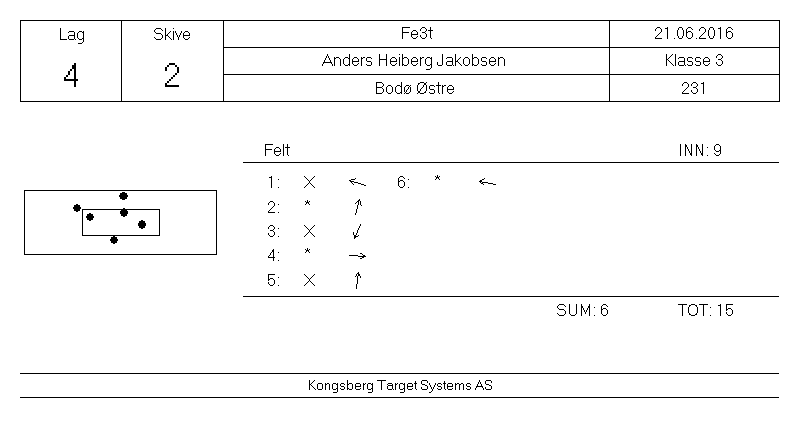 Lag Skive Fe3t 21.06.2016
Anders Heiberg Jakobsen Klasse 3
4 2 Bodø Østre 231
Felt INN: 9
1: X ← 6: * ←
2: * ↑
3: X ↙
4: * →
5: X ↑
SUM: 6 TOT: 15
Kongsberg Target Systems AS